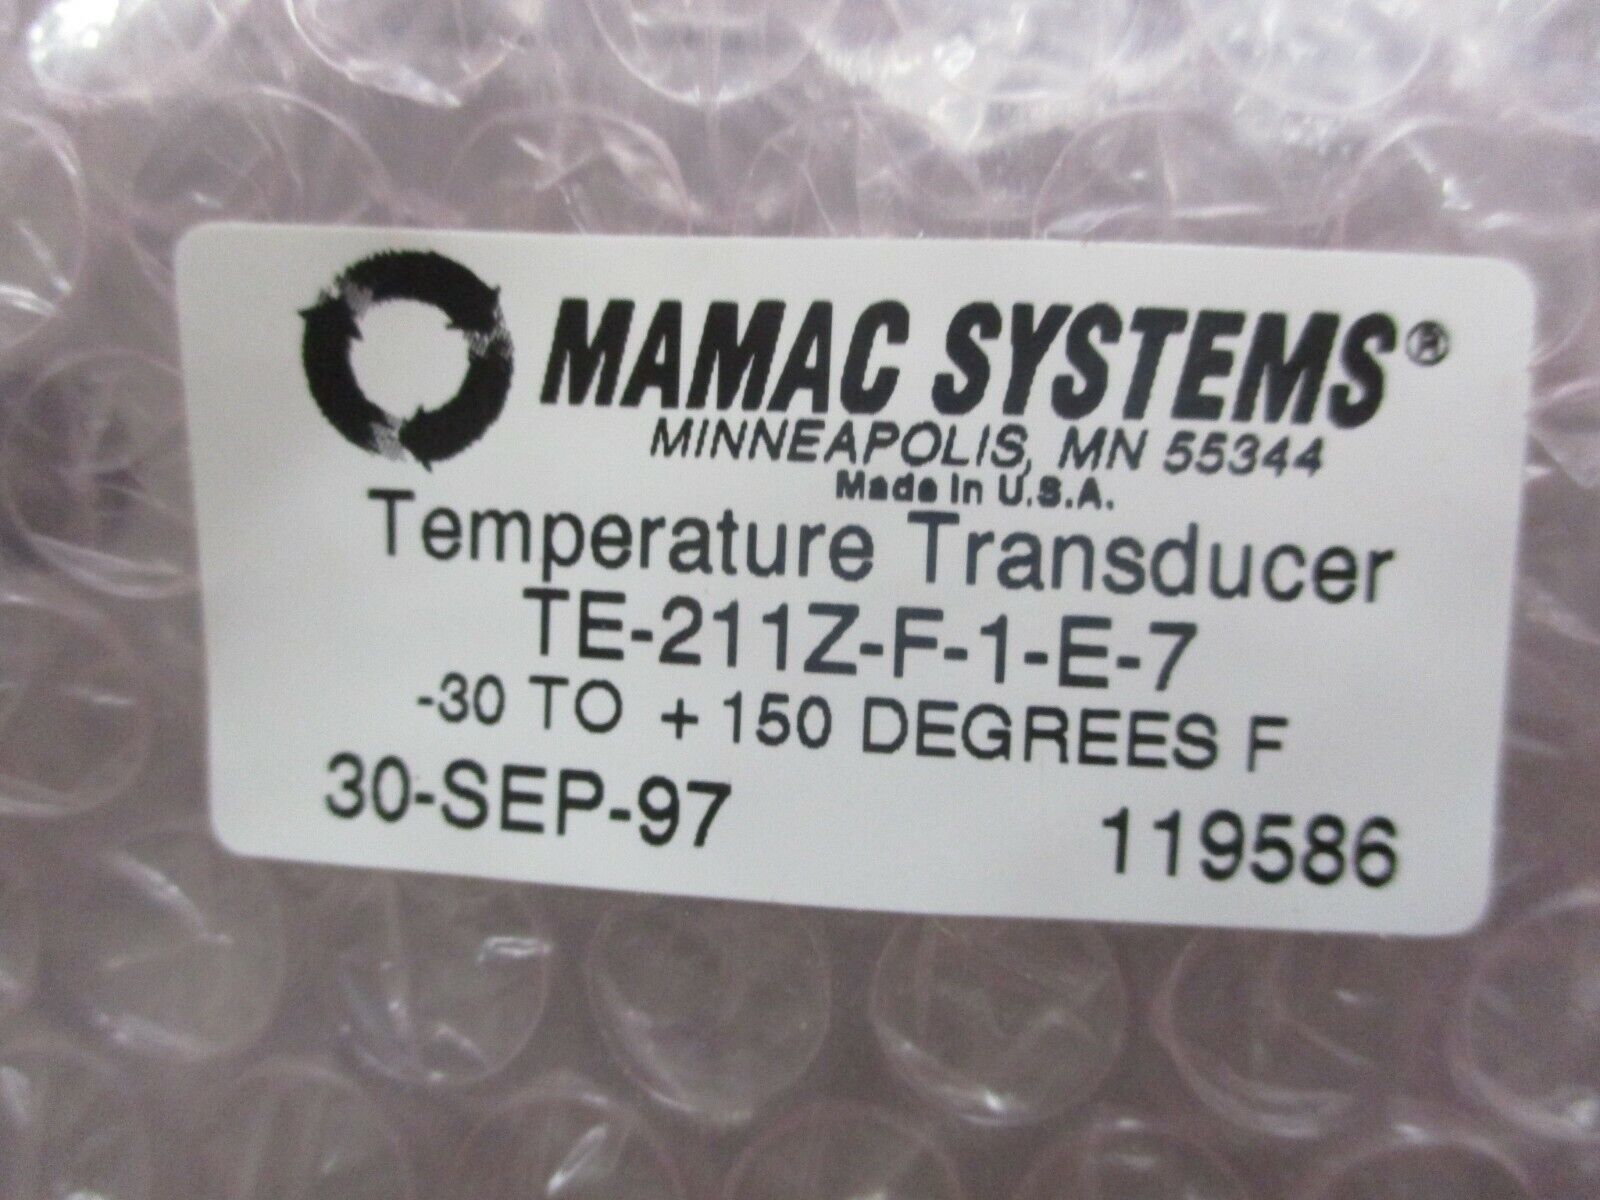 MAMAC SYSTEMS®
MINNEAPOLIS, MN 55344
Made in U.S.A.
Temperature Transducer
TE-211Z-F-1-E-7
-30 TO + 150 DEGREES F
30-SEP-97 119586